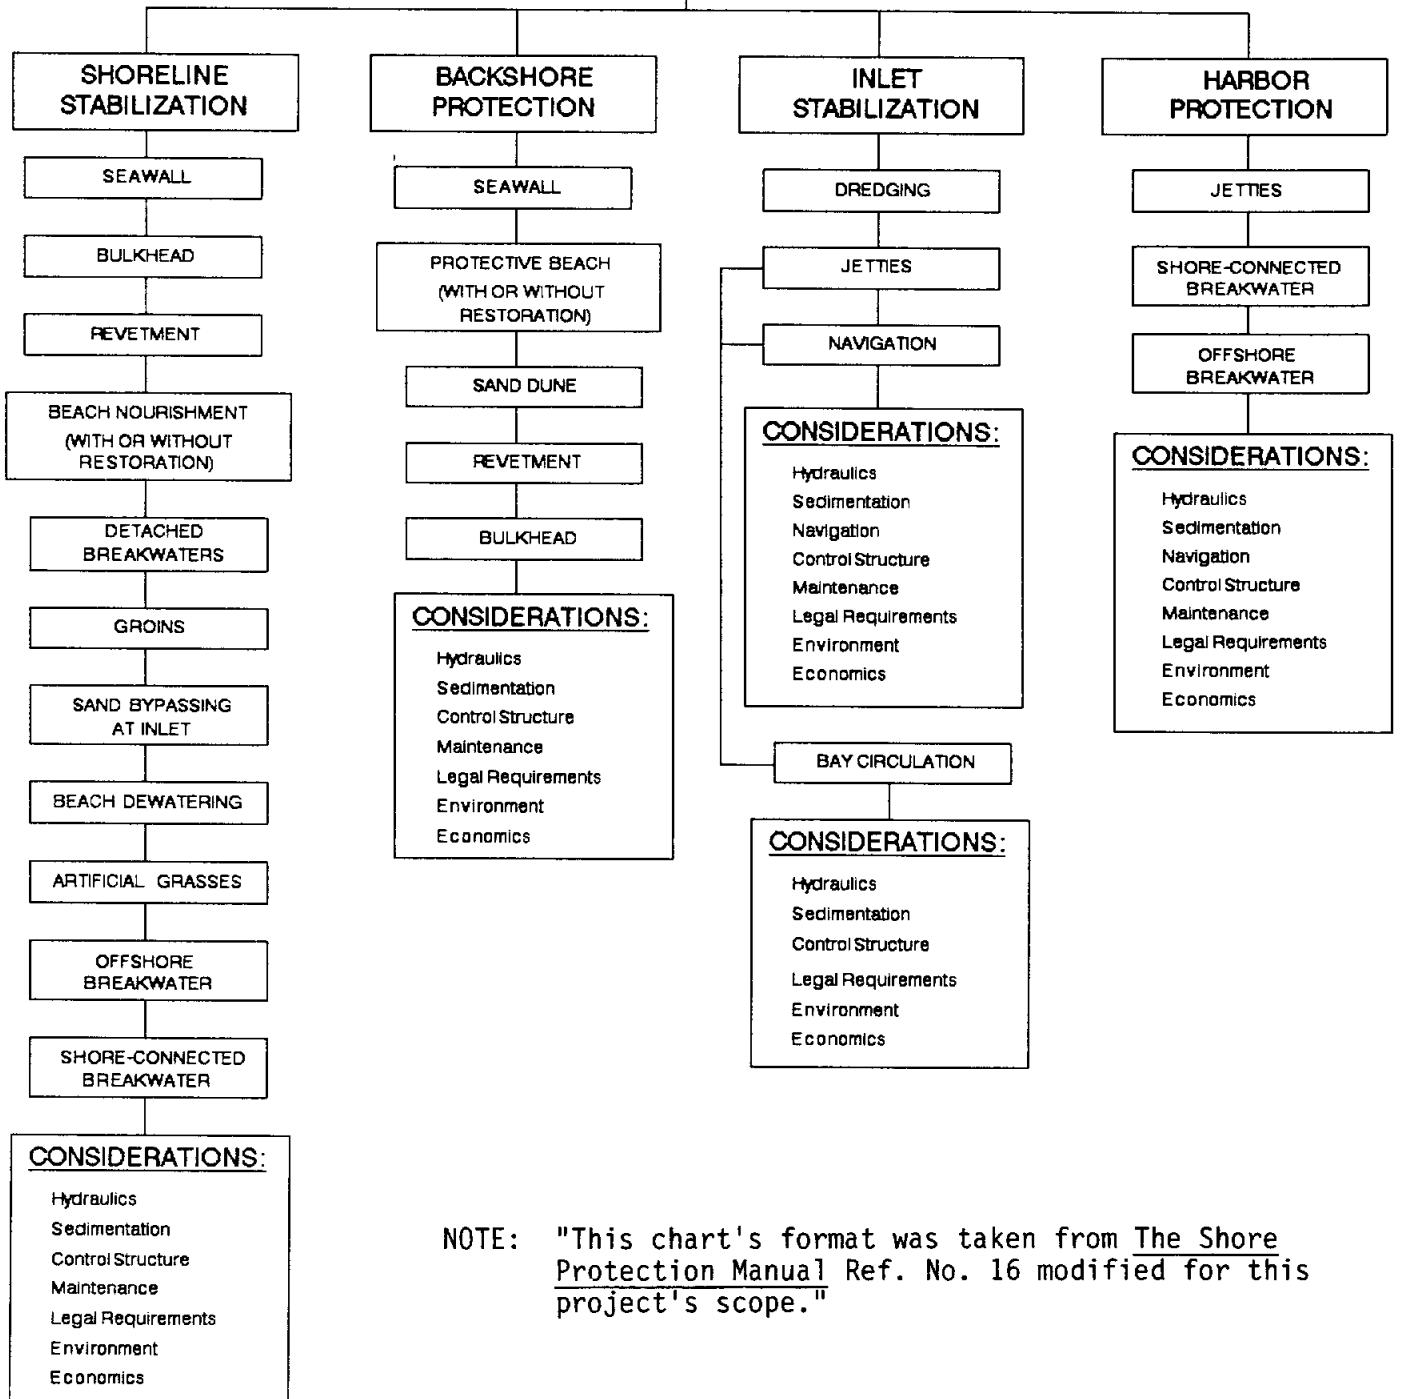 SHORELINE
STABILIZATION
SEAWALL
BULKHEAD
REVETMENT
BEACH NOURISHMENT
(WITH OR WITHOUT
RESTORATION)
DETACHED
BREAKWATERS
GROINS
SAND BYPASSING
AT INLET
BEACH DEWATERING
ARTIFICIAL GRASSES
OFFSHORE
BREAKWATER
SHORE-CONNECTED
BREAKWATER
CONSIDERATIONS:
Hydraulics
Sedimentation
Control Structure
Maintenance
Legal Requirements
Environment
Economics
BACKSHORE
PROTECTION
SEAWALL
PROTECTIVE BEACH
(WITH OR WITHOUT
RESTORATION)
SAND DUNE
REVETMENT
BULKHEAD
CONSIDERATIONS:
Hydraulics
Sedimentation
Control Structure
Maintenance
Legal Requirements
Environment
Economics
INLET
STABILIZATION
DREDGING
JETTIES
NAVIGATION
CONSIDERATIONS:
Hydraulics
Sedimentation
Navigation
Control Structure
Maintenance
Legal Requirements
Environment
Economics
BAY CIRCULATION
CONSIDERATIONS:
Hydraulics
Sedimentation
Control Structure
Legal Requirements
Environment
Economics
HARBOR
PROTECTION
JETTIES
SHORE-CONNECTED
BREAKWATER
OFFSHORE
BREAKWATER
CONSIDERATIONS:
Hydraulics
Sedimentation
Navigation
Control Structure
Maintenance
Legal Requirements
Environment
Economics
NOTE: "This chart's format was taken from The Shore
Protection Manual Ref. No. 16 modified for this
project's scope."